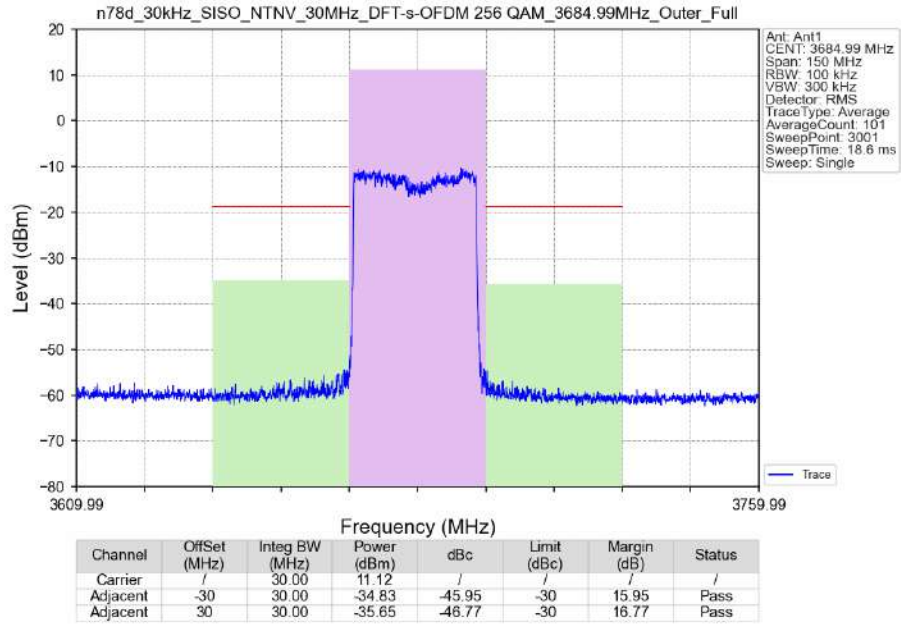 n78d_30kHz_SISO_NTNV_30MHz_DFT-s-OFDM 256 QAM_3684.99MHz_Outer_Full
Ant: Ant1
CENT: 3684.99 MHz
Span: 150 MHz
RBW: 100 kHz
VBW: 300 kHz
Detector: RMS
TraceType: Average
AverageCount: 101
SweepPoint: 3001
SweepTime: 18.6 ms
Sweep: Single
Level (dBm)
20
10
0
−10
−20
−30
−40
−50
−60
−70
−80
3609.99 3759.99
Frequency (MHz)
Trace
Channel OffSet (MHz) Integ BW (MHz) Power (dBm) dBc Limit (dBc) Margin (dB) Status
Carrier / 30.00 11.12 / / / /
Adjacent -30 30.00 -34.83 -45.95 -30 15.95 Pass
Adjacent 30 30.00 -35.65 -46.77 -30 16.77 Pass